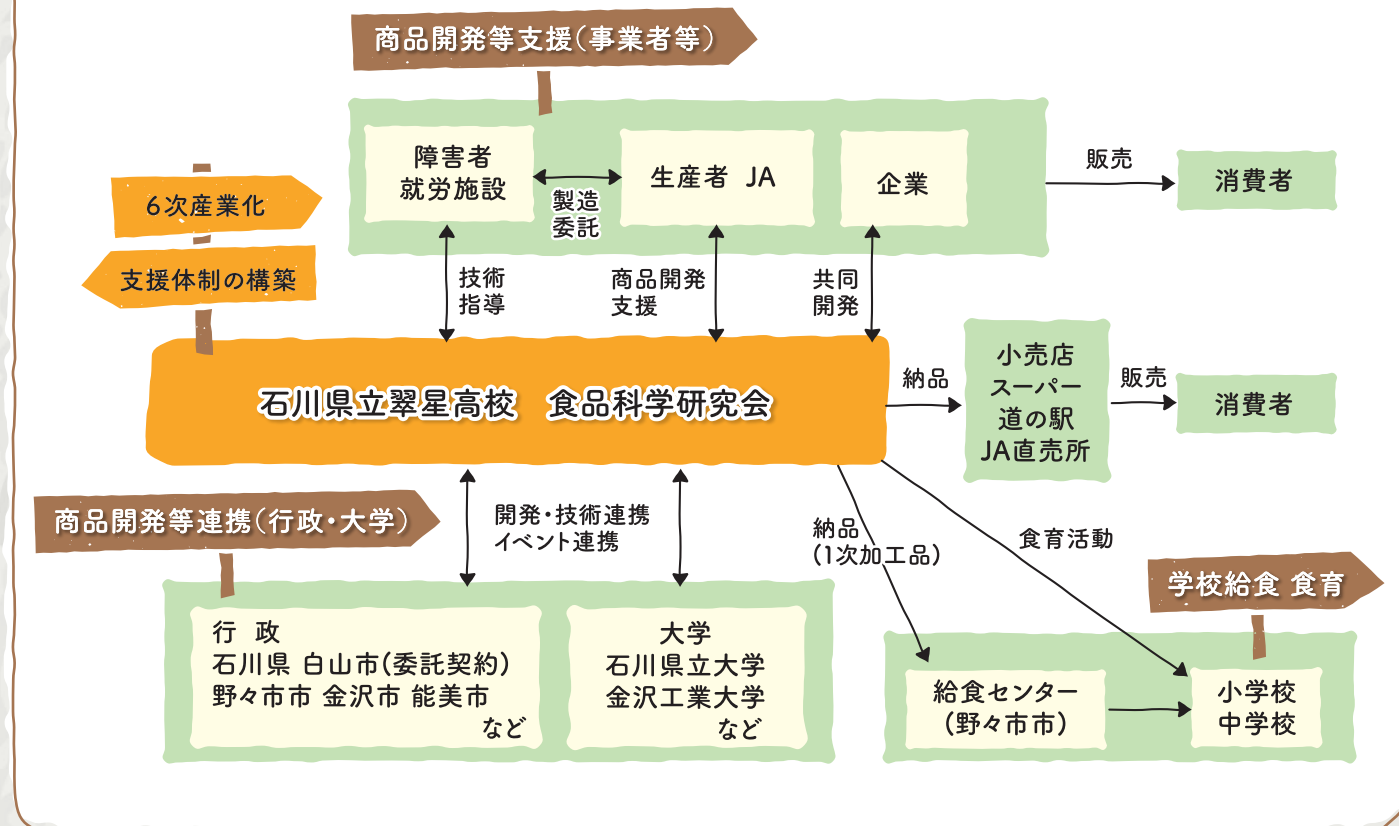 商品開発等支援（事業者等）
障害者
就労施設
製造
委託
生産者 JA
企業
販売
消費者
6次産業化
支援体制の構築
技術
指導
商品開発
支援
共同
開発
石川県立翠星高校　食品科学研究会
納品
小売店
スーパー
道の駅
JA直売所
販売
消費者
商品開発等連携（行政・大学）
開発・技術連携
イベント連携
納品
（1次加工品）
食育活動
学校給食 食育
行 政
石川県 白山市（委託契約）
野々市市 金沢市 能美市
など
大学
石川県立大学
金沢工業大学
など
給食センター
（野々市市）
小学校
中学校